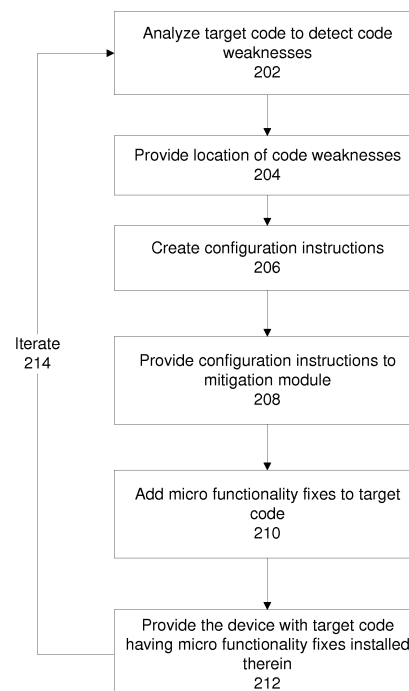 Analyze target code to detect code
weaknesses
202
Provide location of code weaknesses
204
Create configuration instructions
206
Iterate
214
Provide configuration instructions to
mitigation module
208
Add micro functionality fixes to target
code
210
Provide the device with target code
having micro functionality fixes installed
therein
212